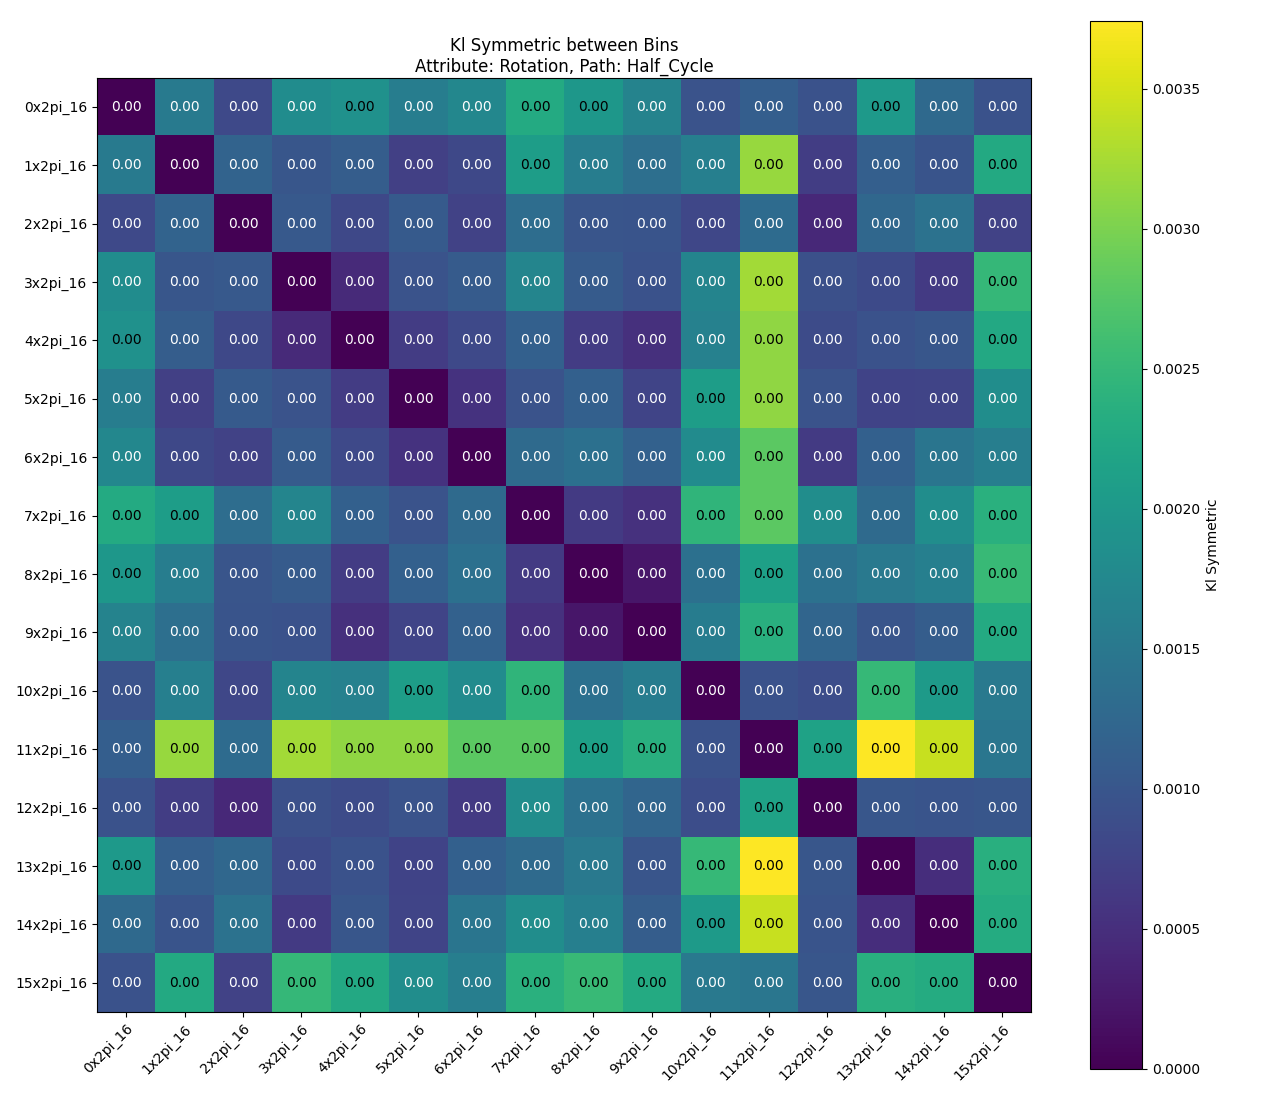 Kl Symmetric between Bins
Attribute: Rotation, Path: Half_Cycle
0x2pi_16 0.00 0.00 0.00 0.00 0.00 0.00 0.00 0.00 0.00 0.00 0.00 0.00 0.00 0.00 0.00 0.00
1x2pi_16 0.00 0.00 0.00 0.00 0.00 0.00 0.00 0.00 0.00 0.00 0.00 0.00 0.00 0.00 0.00 0.00
2x2pi_16 0.00 0.00 0.00 0.00 0.00 0.00 0.00 0.00 0.00 0.00 0.00 0.00 0.00 0.00 0.00 0.00
3x2pi_16 0.00 0.00 0.00 0.00 0.00 0.00 0.00 0.00 0.00 0.00 0.00 0.00 0.00 0.00 0.00 0.00
4x2pi_16 0.00 0.00 0.00 0.00 0.00 0.00 0.00 0.00 0.00 0.00 0.00 0.00 0.00 0.00 0.00 0.00
5x2pi_16 0.00 0.00 0.00 0.00 0.00 0.00 0.00 0.00 0.00 0.00 0.00 0.00 0.00 0.00 0.00 0.00
6x2pi_16 0.00 0.00 0.00 0.00 0.00 0.00 0.00 0.00 0.00 0.00 0.00 0.00 0.00 0.00 0.00 0.00
7x2pi_16 0.00 0.00 0.00 0.00 0.00 0.00 0.00 0.00 0.00 0.00 0.00 0.00 0.00 0.00 0.00 0.00
8x2pi_16 0.00 0.00 0.00 0.00 0.00 0.00 0.00 0.00 0.00 0.00 0.00 0.00 0.00 0.00 0.00 0.00
9x2pi_16 0.00 0.00 0.00 0.00 0.00 0.00 0.00 0.00 0.00 0.00 0.00 0.00 0.00 0.00 0.00 0.00
10x2pi_16 0.00 0.00 0.00 0.00 0.00 0.00 0.00 0.00 0.00 0.00 0.00 0.00 0.00 0.00 0.00 0.00
11x2pi_16 0.00 0.00 0.00 0.00 0.00 0.00 0.00 0.00 0.00 0.00 0.00 0.00 0.00 0.00 0.00 0.00
12x2pi_16 0.00 0.00 0.00 0.00 0.00 0.00 0.00 0.00 0.00 0.00 0.00 0.00 0.00 0.00 0.00 0.00
13x2pi_16 0.00 0.00 0.00 0.00 0.00 0.00 0.00 0.00 0.00 0.00 0.00 0.00 0.00 0.00 0.00 0.00
14x2pi_16 0.00 0.00 0.00 0.00 0.00 0.00 0.00 0.00 0.00 0.00 0.00 0.00 0.00 0.00 0.00 0.00
15x2pi_16 0.00 0.00 0.00 0.00 0.00 0.00 0.00 0.00 0.00 0.00 0.00 0.00 0.00 0.00 0.00 0.00
0x2pi_16 1x2pi_16 2x2pi_16 3x2pi_16 4x2pi_16 5x2pi_16 6x2pi_16 7x2pi_16 8x2pi_16 9x2pi_16 10x2pi_16 11x2pi_16 12x2pi_16 13x2pi_16 14x2pi_16 15x2pi_16
0.0035
0.0030
0.0025
0.0020
0.0015
0.0010
0.0005
0.0000
Kl Symmetric